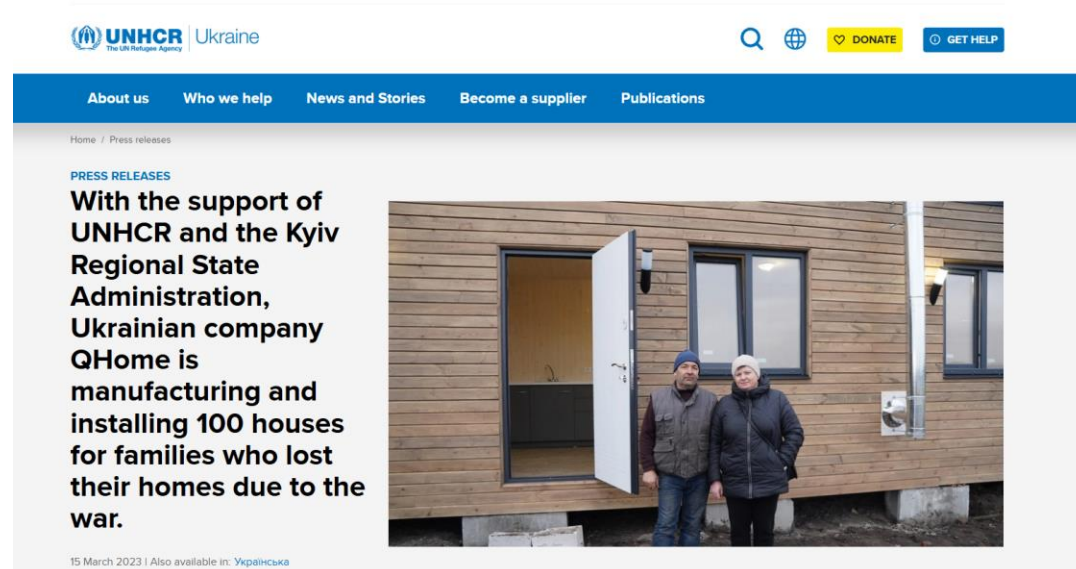 UNHCR Ukraine
The UN Refugee Agency
DONATE
GET HELP
About us Who we help News and Stories Become a supplier Publications
Home / Press releases
PRESS RELEASES
With the support of
UNHCR and the Kyiv
Regional State
Administration,
Ukrainian company
QHome is
manufacturing and
installing 100 houses
for families who lost
their homes due to the
war.
15 March 2023 | Also available in: Українська